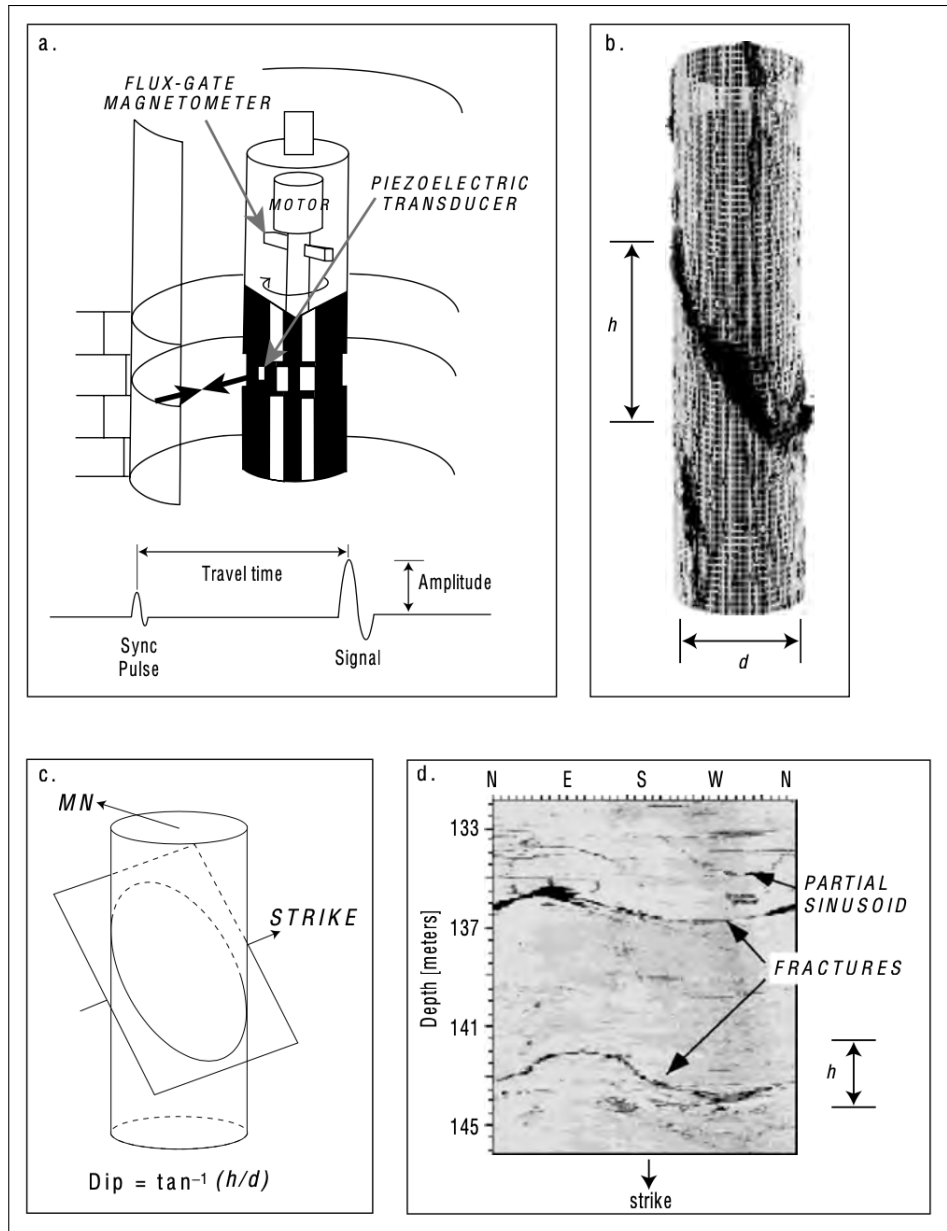 a.
FLUX-GATE
MAGNETOMETER
PIEZOELECTRIC
TRANSDUCER
MOTOR
Travel time
Amplitude
Sync
Pulse
Signal
b.
h
d
c.
MN
STRIKE
Dip = tan⁻¹ (h/d)
d.
N E S W N
Depth [meters]
133
137
141
145
PARTIAL
SINUSOID
FRACTURES
h
strike